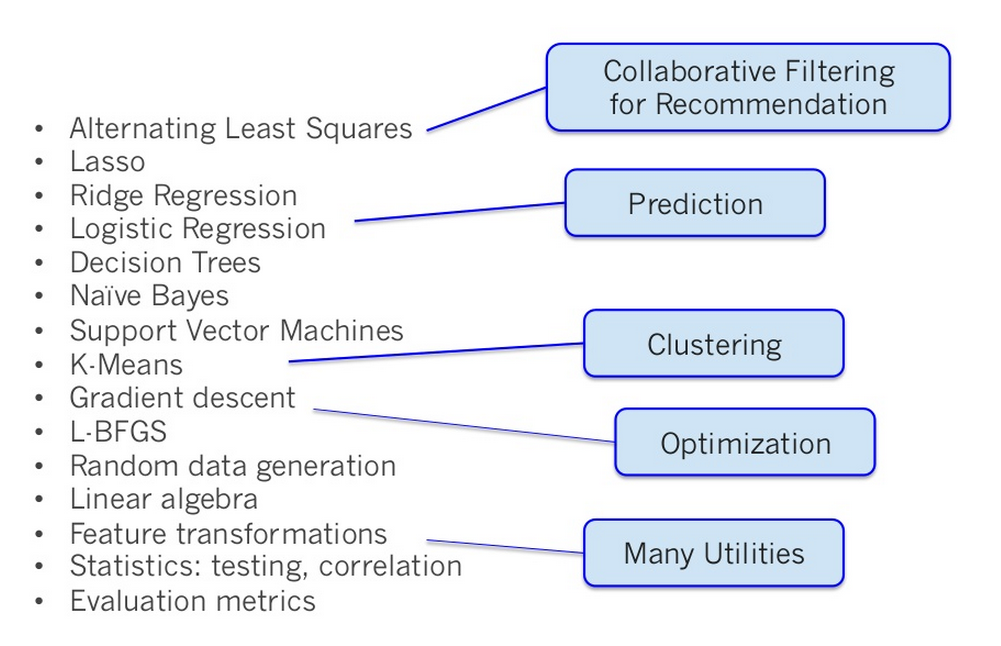 • Alternating Least Squares
• Lasso
• Ridge Regression
• Logistic Regression
• Decision Trees
• Naïve Bayes
• Support Vector Machines
• K-Means
• Gradient descent
• L-BFGS
• Random data generation
• Linear algebra
• Feature transformations
• Statistics: testing, correlation
• Evaluation metrics
Collaborative Filtering
for Recommendation
Prediction
Clustering
Optimization
Many Utilities